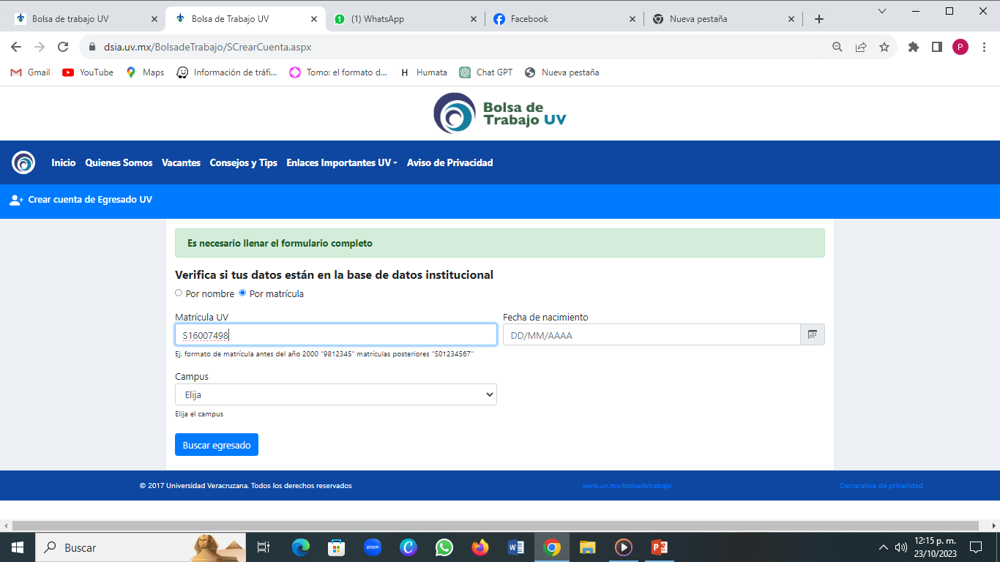 Bolsa de trabajo UV
Bolsa de Trabajo UV
(1) WhatsApp
Facebook
Nueva pestaña
dsia.uv.mx/BolsadeTrabajo/SCrearCuenta.aspx
P
Gmail
YouTube
Maps
Información de tráfi...
Tomo: el formato d...
H Humata
Chat GPT
Nueva pestaña
Bolsa de
Trabajo UV
Inicio
Quienes Somos
Vacantes
Consejos y Tips
Enlaces Importantes UV
Aviso de Privacidad
Crear cuenta de Egresado UV
Es necesario llenar el formulario completo
Verifica si tus datos están en la base de datos institucional
Por nombre
Por matrícula
Matrícula UV
Fecha de nacimiento
S16007498
DD/MM/AAAA
Ej. formato de matrícula antes del año 2000 "9812345" matrículas posteriores "S01234567"
Campus
Elija
Elija el campus
Buscar egresado
© 2017 Universidad Veracruzana. Todos los derechos reservados
www.uv.mx/bolsadetrabajo
Declarativa de privacidad
Buscar
zoom
12:15 p. m.
23/10/2023